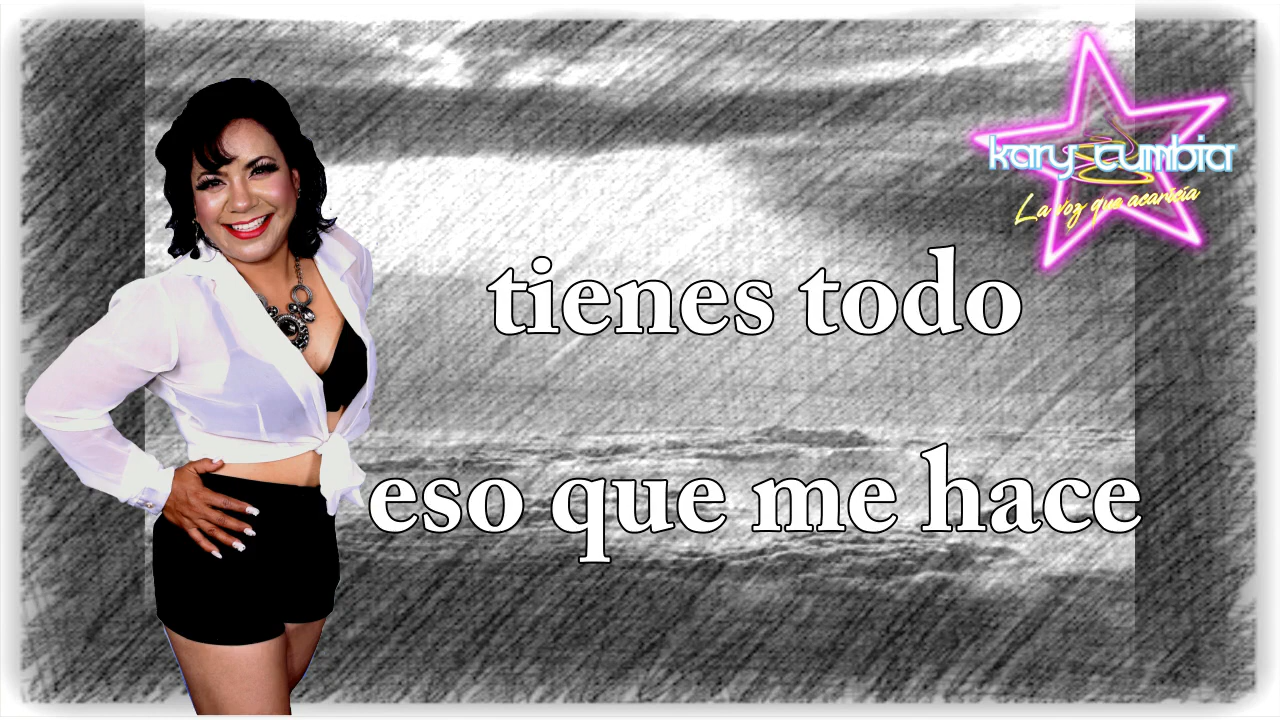 kary cumbia
La voz que acaricia
tienes todo
eso que me hace